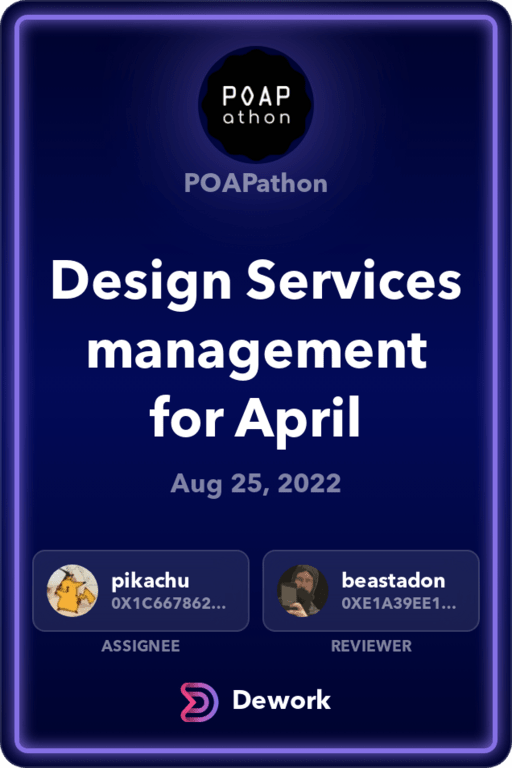 POAP
athon
POAPathon
Design Services
management
for April
Aug 25, 2022
pikachu
0X1C667862...
ASSIGNEE
beastadon
0XE1A39EE1...
REVIEWER
Dework